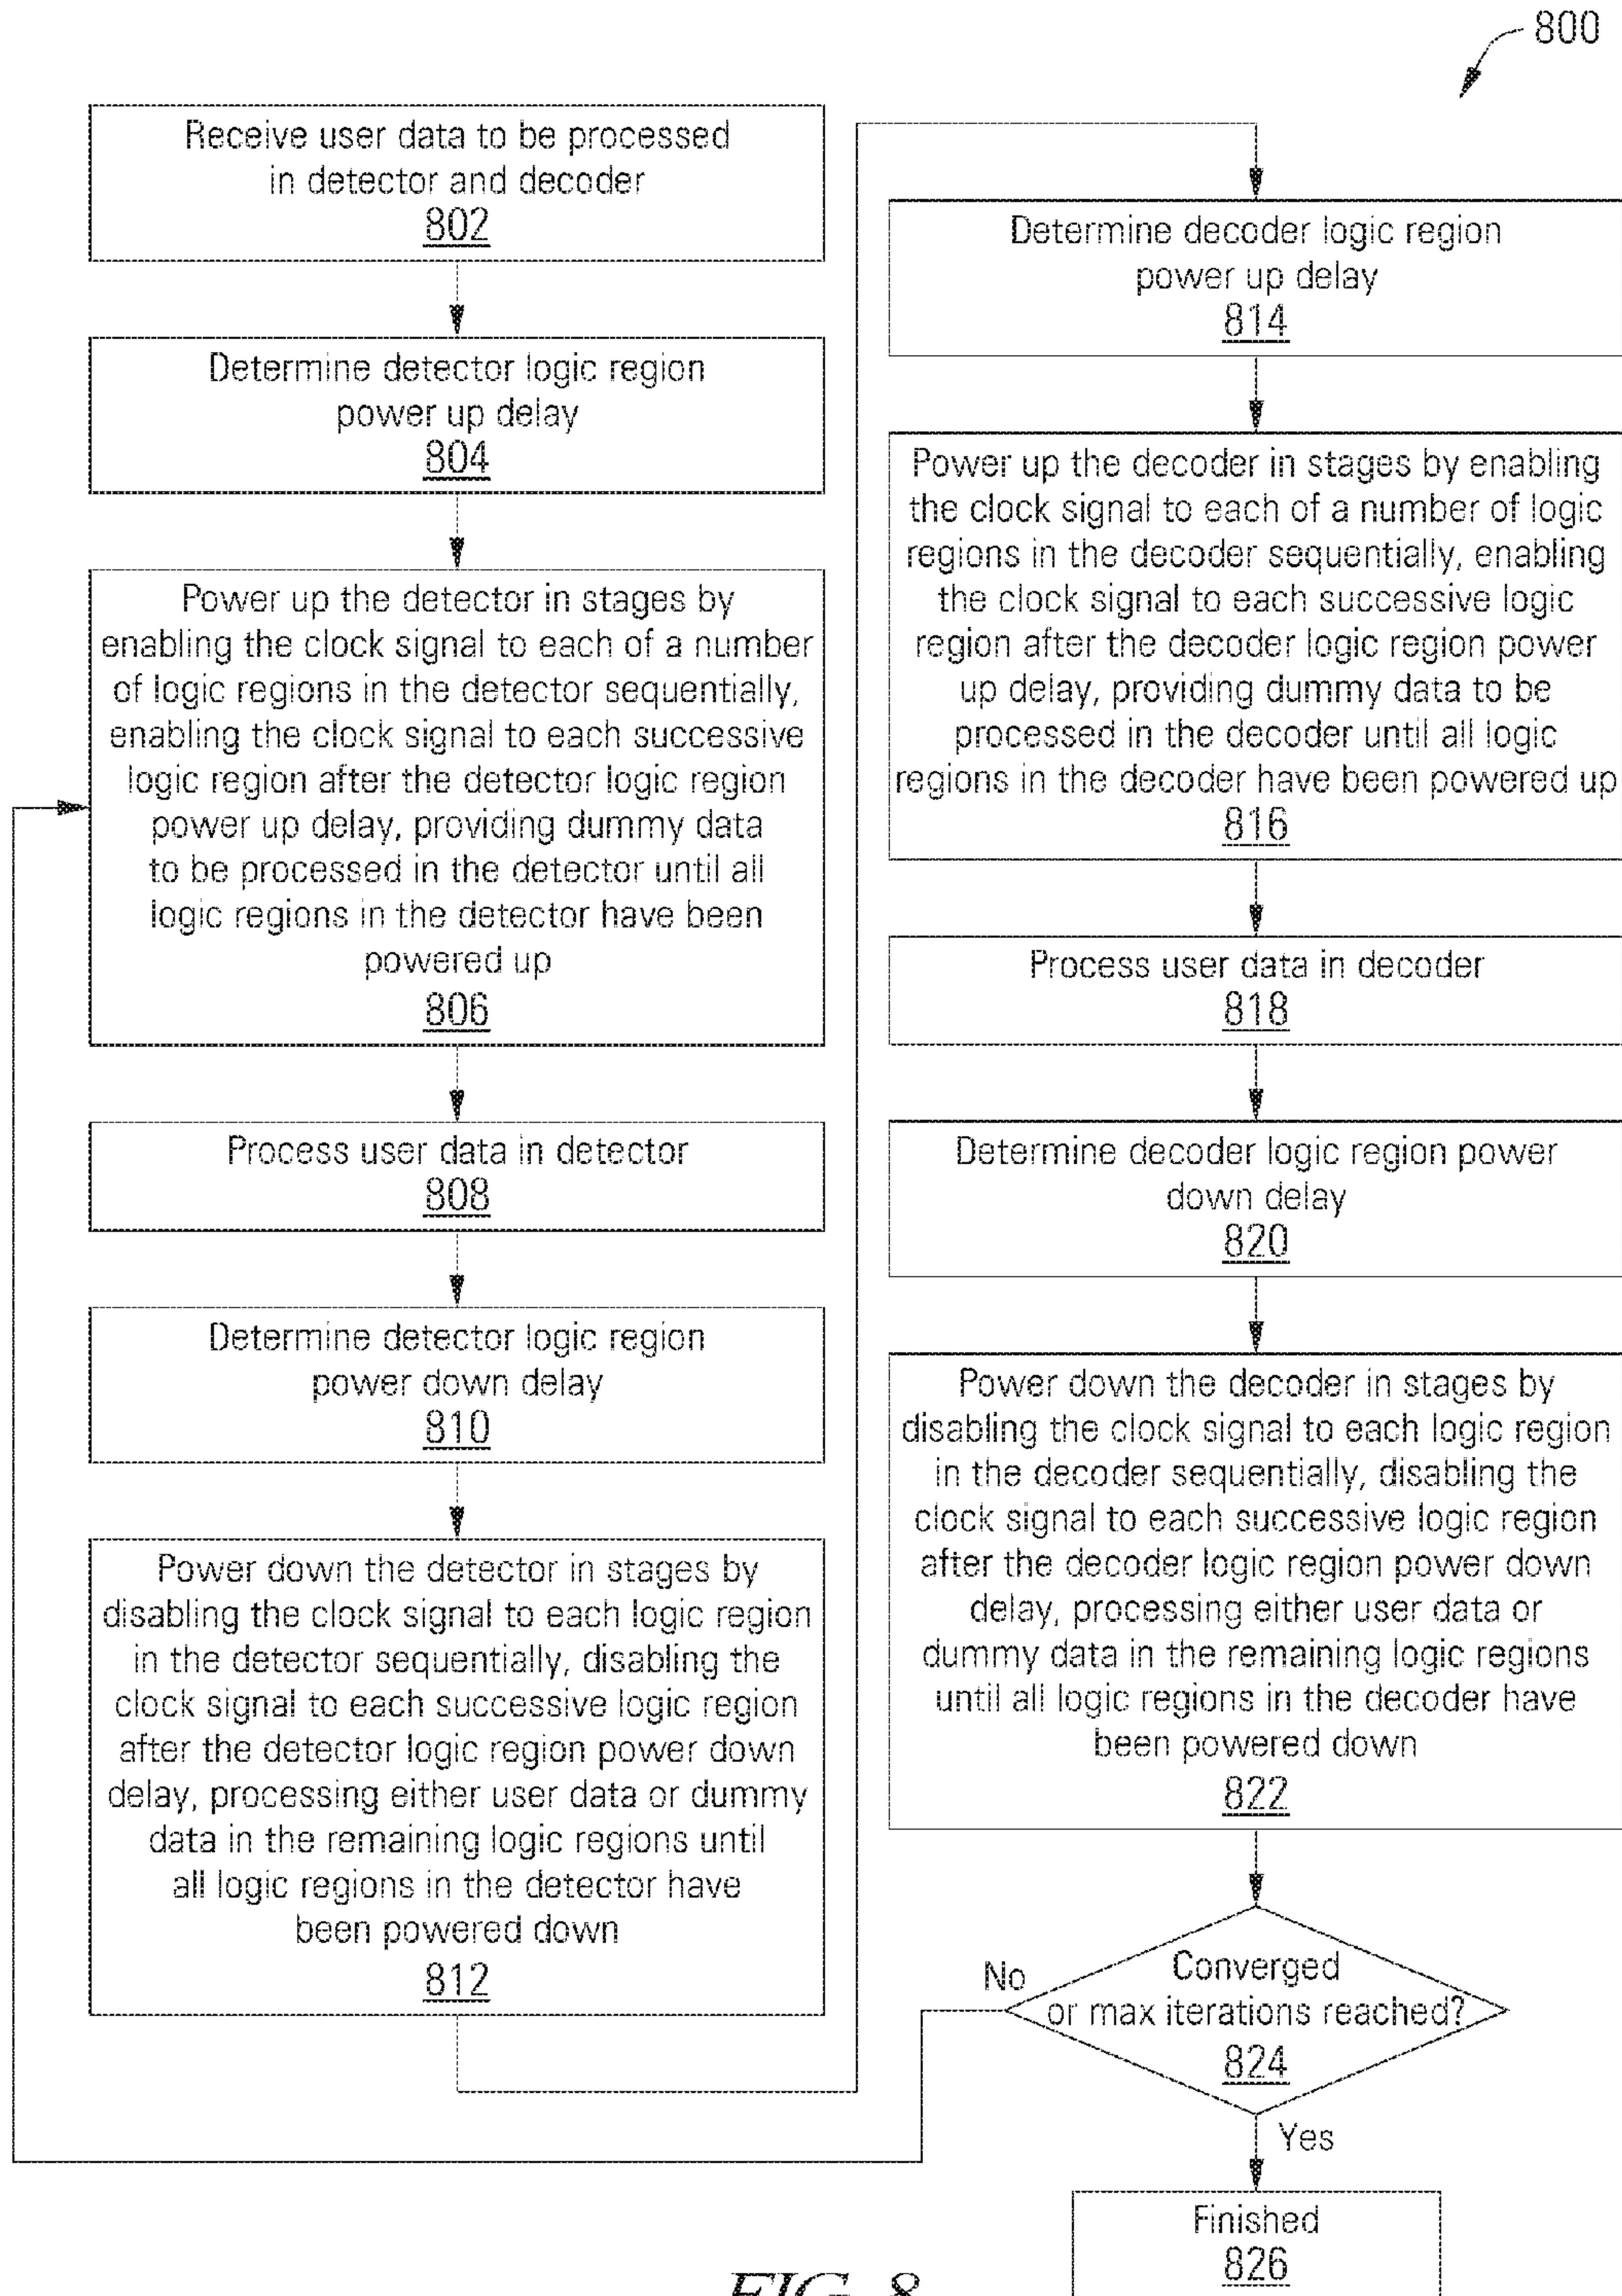 800
Receive user data to be processed
in detector and decoder
802
Determine detector logic region
power up delay
804
Power up the detector in stages by
enabling the clock signal to each of a number
of logic regions in the detector sequentially,
enabling the clock signal to each successive
logic region after the detector logic region
power up delay, providing dummy data
to be processed in the detector until all
logic regions in the detector have been
powered up
806
Process user data in detector
808
Determine detector logic region
power down delay
810
Power down the detector in stages by
disabling the clock signal to each logic region
in the detector sequentially, disabling the
clock signal to each successive logic region
after the detector logic region power down
delay, processing either user data or dummy
data in the remaining logic regions until
all logic regions in the detector have
been powered down
812
Determine decoder logic region
power up delay
814
Power up the decoder in stages by enabling
the clock signal to each of a number of logic
regions in the decoder sequentially, enabling
the clock signal to each successive logic
region after the decoder logic region power
up delay, providing dummy data to be
processed in the decoder until all logic
regions in the decoder have been powered up
816
Process user data in decoder
818
Determine decoder logic region power
down delay
820
Power down the decoder in stages by
disabling the clock signal to each logic region
in the decoder sequentially, disabling the
clock signal to each successive logic region
after the decoder logic region power down
delay, processing either user data or
dummy data in the remaining logic regions
until all logic regions in the decoder have
been powered down
822
Converged
or max iterations reached?
824
No
Yes
Finished
826
FIG. 8